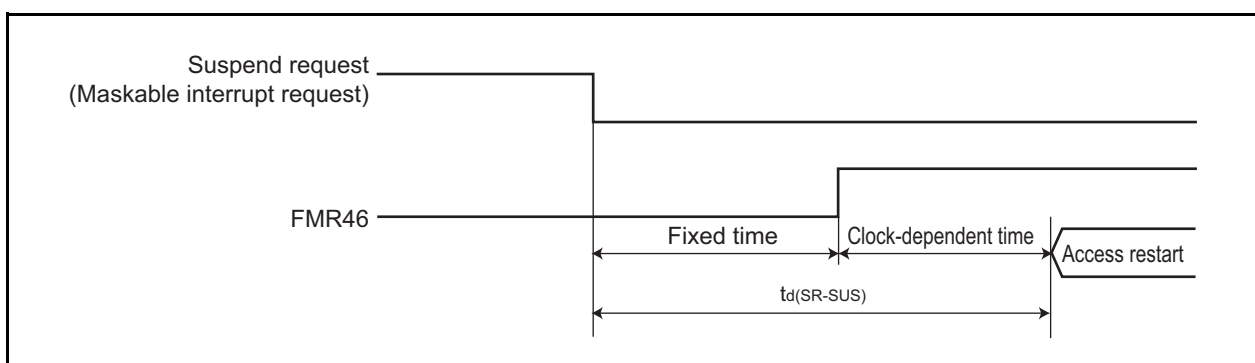 Suspend request
(Maskable interrupt request)
FMR46
Fixed time
Clock-dependent time
Access restart
td(SR-SUS)